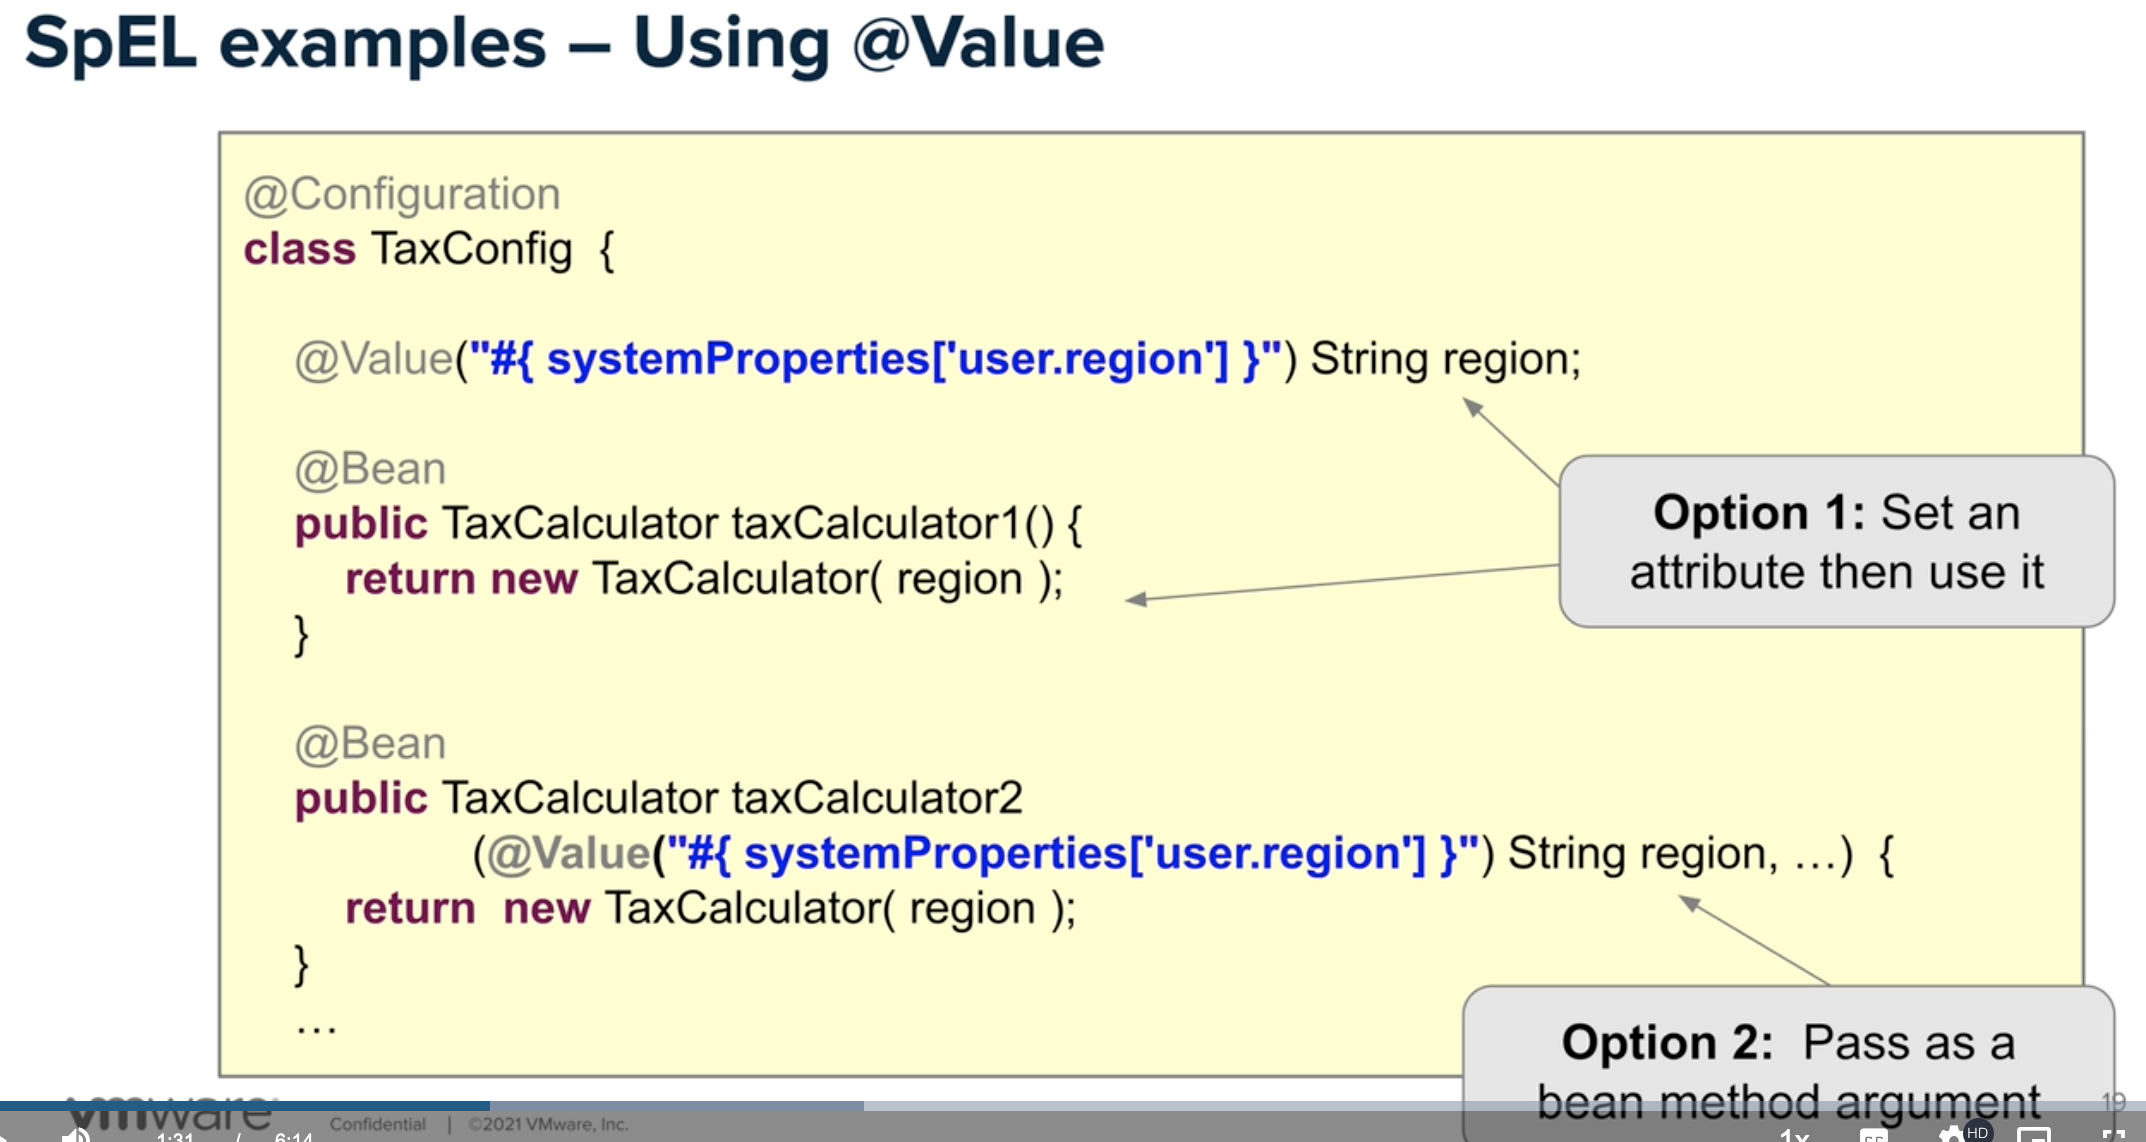 SpEL examples – Using @Value
@Configuration
class TaxConfig {
@Value("#{ systemProperties['user.region'] }") String region;
@Bean
public TaxCalculator taxCalculator1() {
return new TaxCalculator( region );
}
Option 1: Set an
attribute then use it
@Bean
public TaxCalculator taxCalculator2
(@Value("#{ systemProperties['user.region'] }") String region, …) {
return new TaxCalculator( region );
}
…
Option 2: Pass as a
bean method argument
vmware
Confidential | ©2021 VMware, Inc.
19
1:31 / 6:14
1x
CC
HD